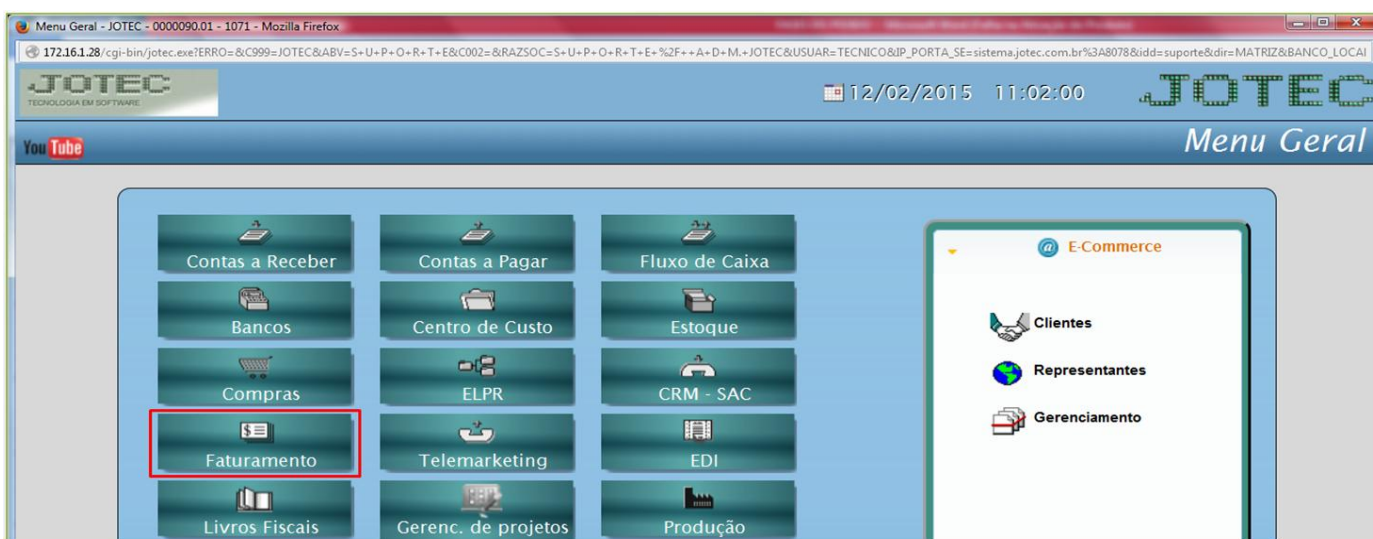 Menu Geral - JOTEC - 0000090.01 - 1071 - Mozilla Firefox
172.16.1.28/cgi-bin/jotec.exe?ERRO=&C999=JOTEC&ABV=S+U+P+O+R+T+E&C002=&RAZSOC=S+U+P+O+R+T+E+%2F++A+D+M.+JOTEC&USUAR=TECNICO&IP_PORTA_SE=sistema.jotec.com.br%3A8078&idd=suporte&dir=MATRIZ&BANCO_LOCAI
JOTEC
TECNOLOGIA EM SOFTWARE
12/02/2015 11:02:00
JOTEC
You Tube
Menu Geral
Contas a Receber Contas a Pagar Fluxo de Caixa
@ E-Commerce
Bancos Centro de Custo Estoque
Clientes
Compras ELPR CRM - SAC
Representantes
Gerenciamento
Faturamento Telemarketing EDI
Livros Fiscais Gerenc. de projetos Produção